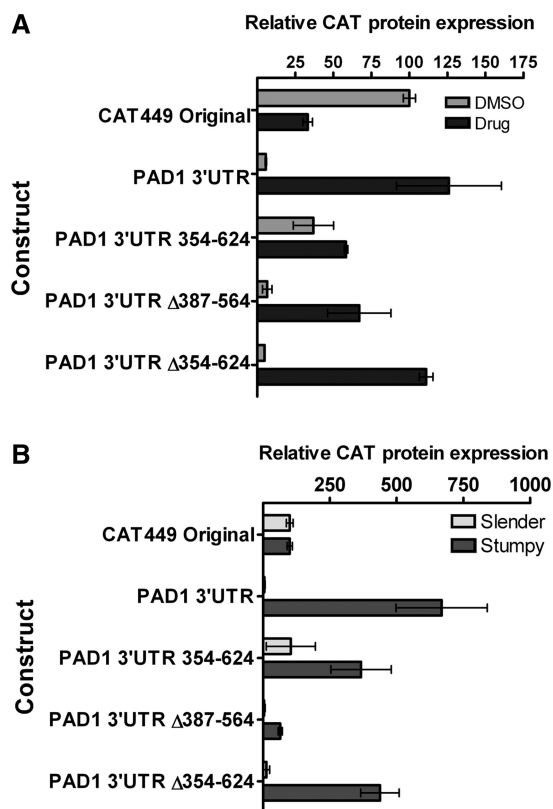 A
Relative CAT protein expression
25 50 75 100 125 150 175
DMSO
Drug
Construct
CAT449 Original
PAD1 3'UTR
PAD1 3'UTR 354-624
PAD1 3'UTR Δ387-564
PAD1 3'UTR Δ354-624
B
Relative CAT protein expression
250 500 750 1000
Slender
Stumpy
Construct
CAT449 Original
PAD1 3'UTR
PAD1 3'UTR 354-624
PAD1 3'UTR Δ387-564
PAD1 3'UTR Δ354-624